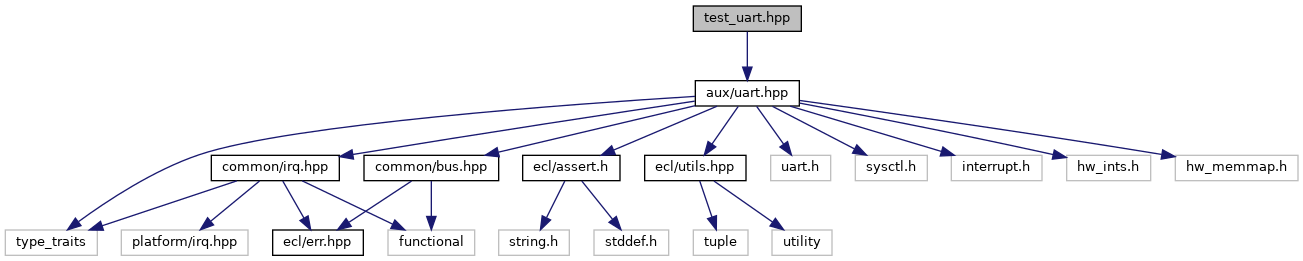 test_uart.hpp
aux/uart.hpp
common/irq.hpp
common/bus.hpp
ecl/assert.h
ecl/utils.hpp
uart.h
sysctl.h
interrupt.h
hw_ints.h
hw_memmap.h
type_traits
platform/irq.hpp
ecl/err.hpp
functional
string.h
stddef.h
tuple
utility